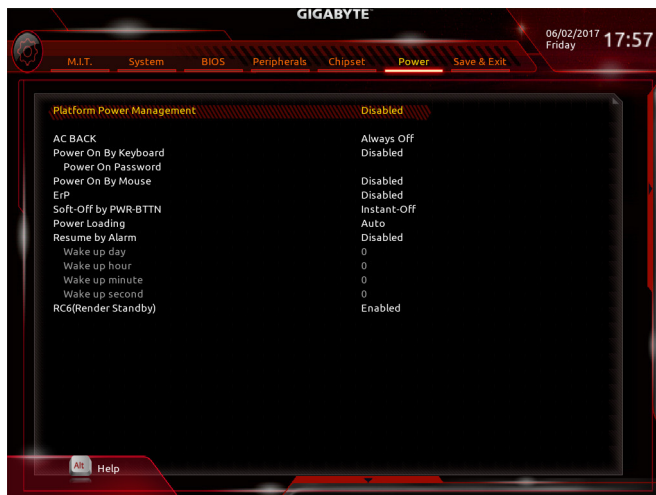 GIGABYTE™
06/02/2017 17:57
Friday
M.I.T. System BIOS Peripherals Chipset Power Save & Exit
Platform Power Management Disabled
AC BACK Always Off
Power On By Keyboard Disabled
Power On Password
Power On By Mouse Disabled
ErP Disabled
Soft-Off by PWR-BTTN Instant-Off
Power Loading Auto
Resume by Alarm Disabled
Wake up day 0
Wake up hour 0
Wake up minute 0
Wake up second 0
RC6(Render Standby) Enabled
Alt Help